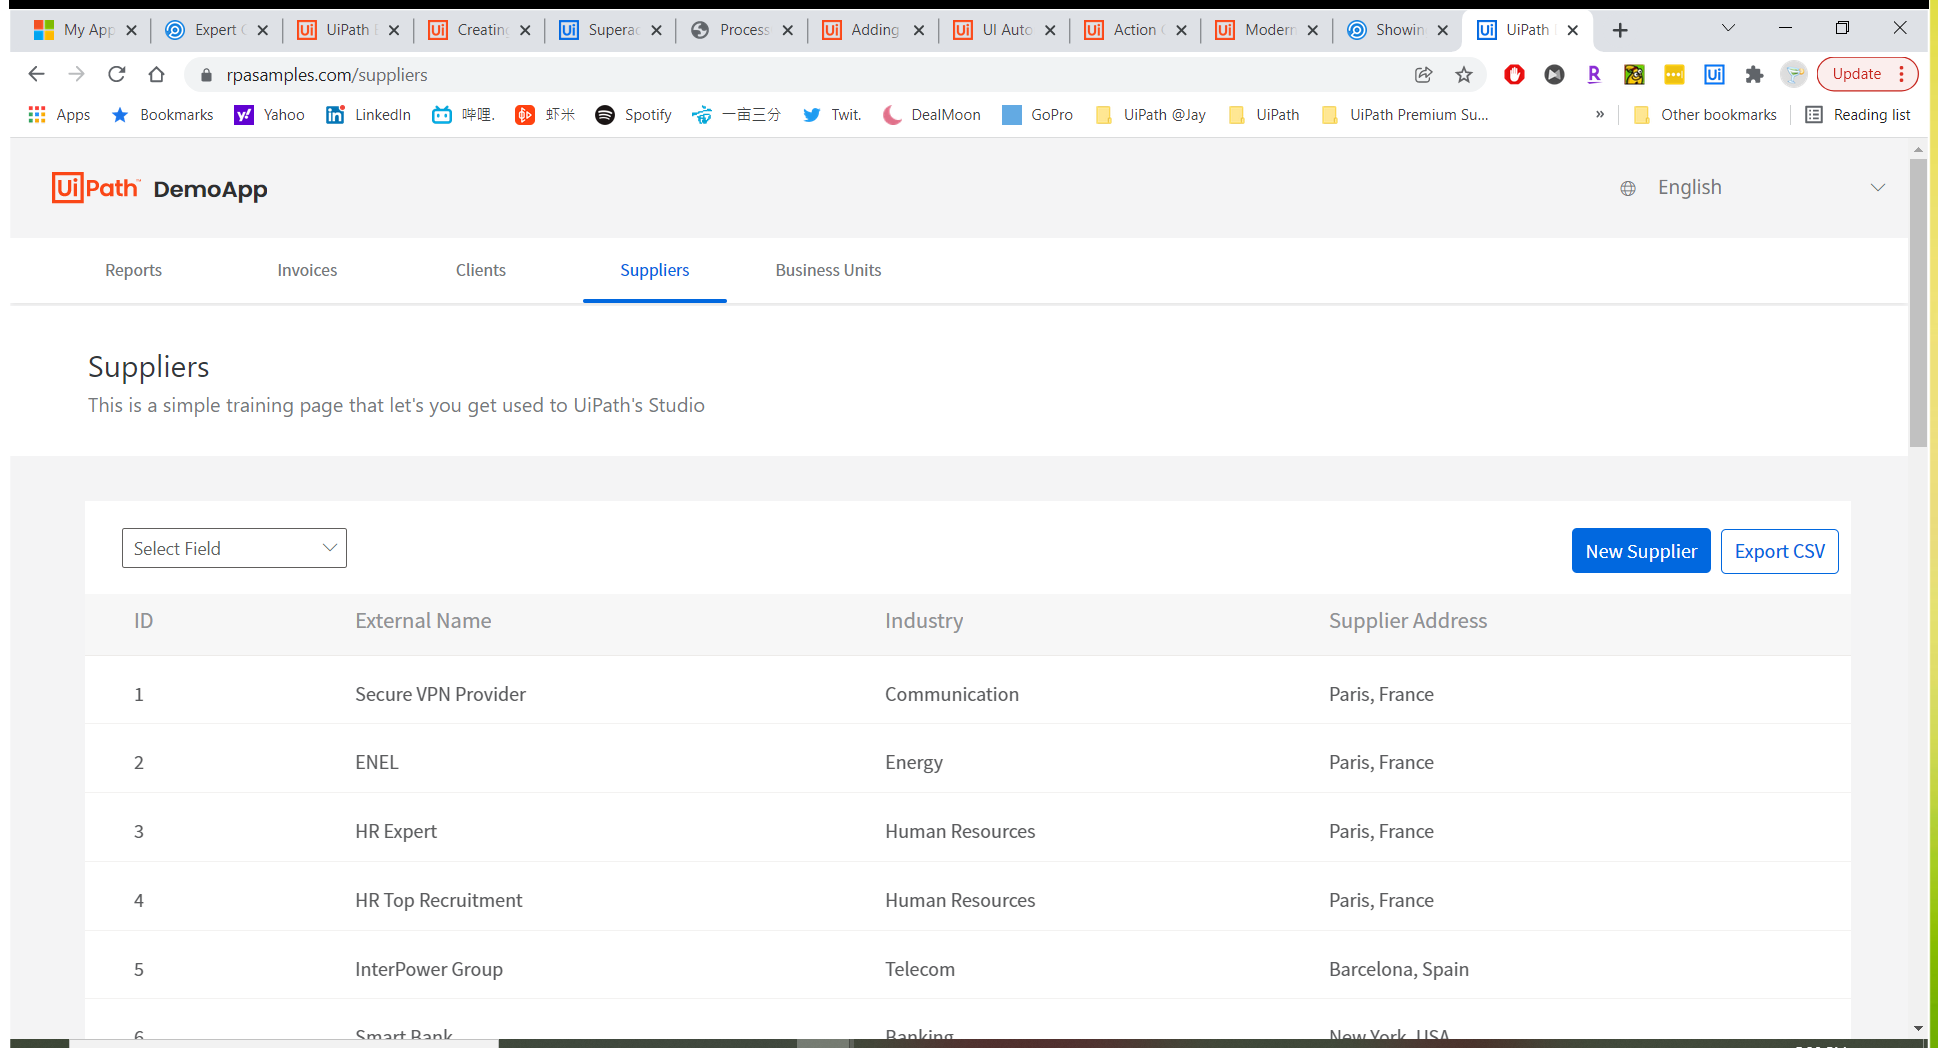 My App Expert UiPath Creating Superac Process Adding UI Auto Action Modern Showin UiPath
rpasamples.com/suppliers Update
Apps Bookmarks Yahoo LinkedIn 哔哩. 虾米 Spotify 一亩三分 Twit. DealMoon GoPro UiPath @Jay UiPath UiPath Premium Su... » Other bookmarks Reading list
UiPath™ DemoApp English
Reports Invoices Clients Suppliers Business Units
Suppliers
This is a simple training page that let's you get used to UiPath's Studio
Select Field New Supplier Export CSV
ID External Name Industry Supplier Address
1 Secure VPN Provider Communication Paris, France
2 ENEL Energy Paris, France
3 HR Expert Human Resources Paris, France
4 HR Top Recruitment Human Resources Paris, France
5 InterPower Group Telecom Barcelona, Spain
6 Smart Bank Banking New York, USA